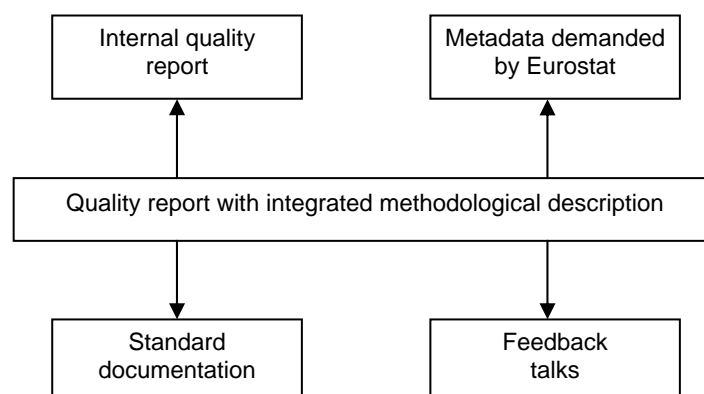 Internal quality
report
Metadata demanded
by Eurostat
Quality report with integrated methodological description
Standard
documentation
Feedback
talks